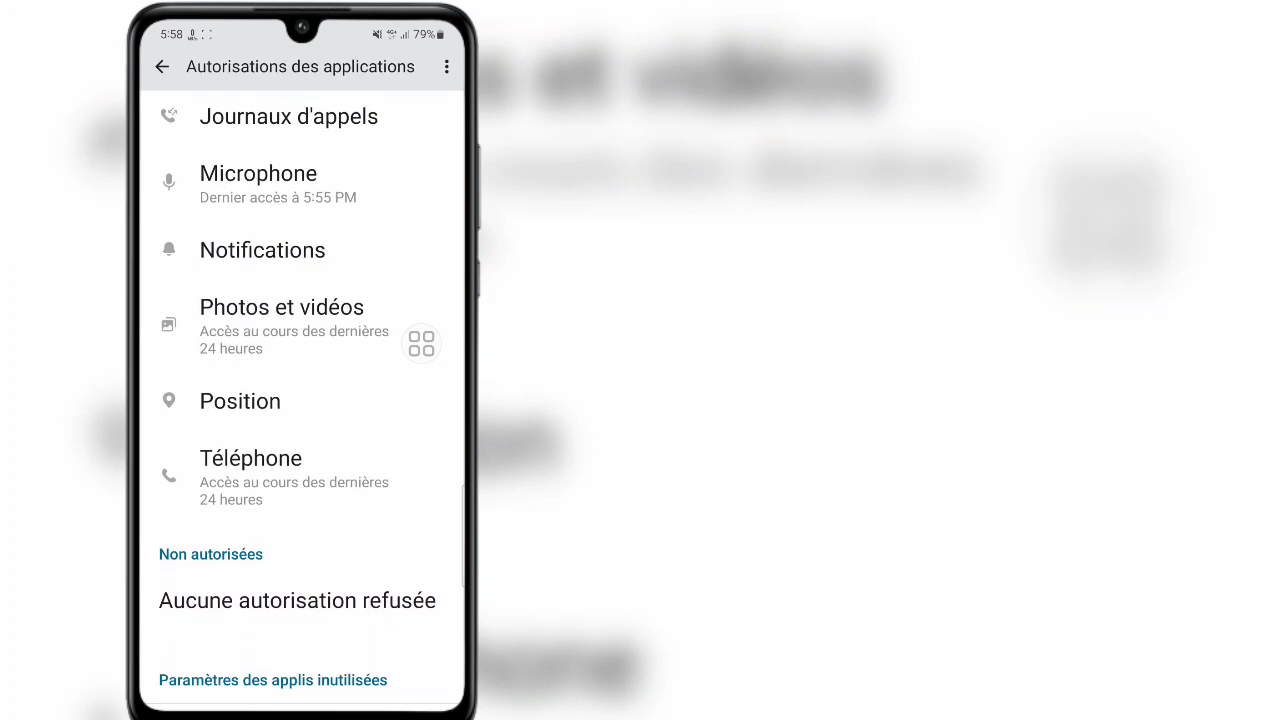 5:58
79%
Autorisations des applications
Journaux d'appels
Microphone
Dernier accès à 5:55 PM
Notifications
Photos et vidéos
Accès au cours des dernières
24 heures
Position
Téléphone
Accès au cours des dernières
24 heures
Non autorisées
Aucune autorisation refusée
Paramètres des applis inutilisées